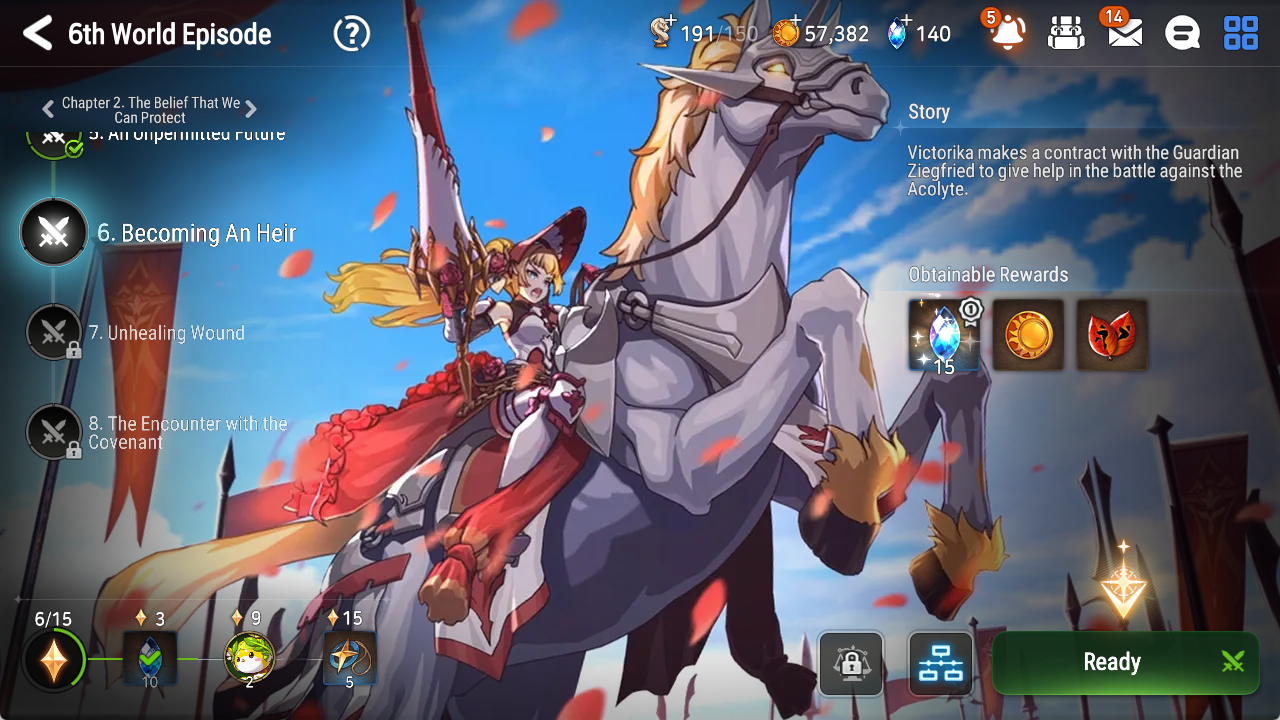 6th World Episode
?
191/150
57,382
140
5
14
Chapter 2. The Belief That We
Can Protect
5. An Unpermitted Future
6. Becoming An Heir
7. Unhealing Wound
8. The Encounter with the
Covenant
Story
Victorika makes a contract with the Guardian
Ziegfried to give help in the battle against the
Acolyte.
Obtainable Rewards
1
15
6/15
3
9
15
10
2
5
Ready